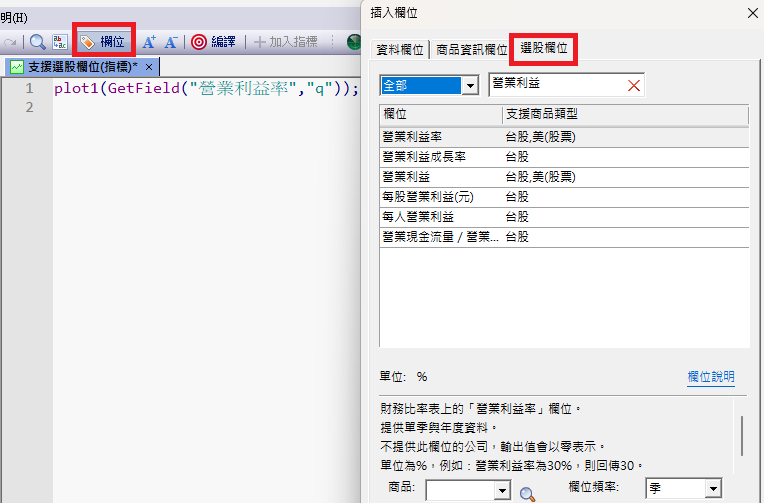 明(H)
欄位
A+ A-
編譯
加入指標
支援選股欄位(指標)* ×
1 plot1(GetField("營業利益率","q"));
2
插入欄位
資料欄位 商品資訊欄位 選股欄位
全部 營業利益
欄位 支援商品類型
營業利益率 台股,美(股票)
營業利益成長率 台股
營業利益 台股,美(股票)
每股營業利益(元) 台股
每人營業利益 台股
營業現金流量 / 營業... 台股
單位: % 欄位說明
財務比率表上的「營業利益率」欄位。
提供單季與年度資料。
不提供此欄位的公司，輸出值會以零表示。
單位為%，例如：營業利益率為30%，則回傳30。
商品: 欄位頻率: 季